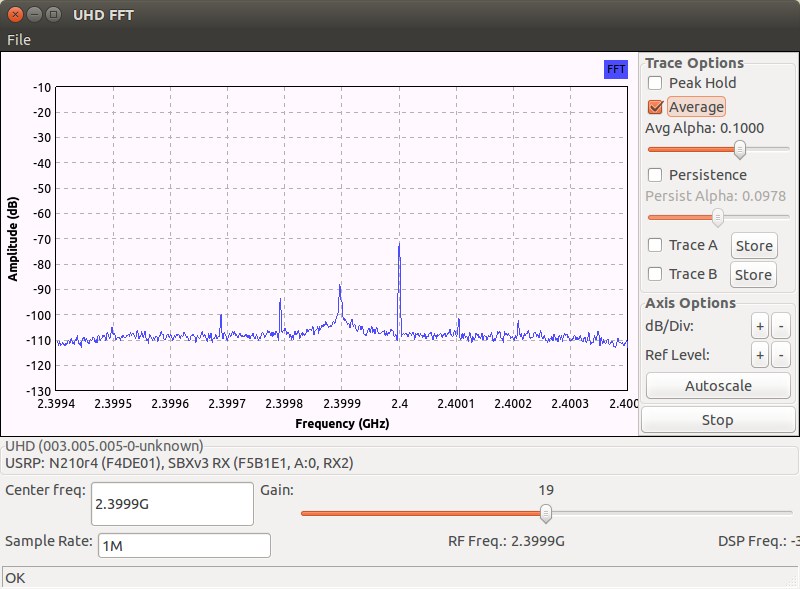 UHD FFT
File
FFT
-10
-20
-30
-40
-50
-60
-70
-80
-90
-100
-110
-120
-130
Amplitude (dB)
2.3994 2.3995 2.3996 2.3997 2.3998 2.3999 2.4 2.4001 2.4002 2.4003 2.400
Frequency (GHz)
Trace Options
Peak Hold
Average
Avg Alpha: 0.1000
Persistence
Persist Alpha: 0.0978
Trace A Store
Trace B Store
Axis Options
dB/Div: + -
Ref Level: + -
Autoscale
Stop
UHD (003.005.005-0-unknown)
USRP: N210r4 (F4DE01), SBXv3 RX (F5B1E1, A:0, RX2)
Center freq: 2.3999G Gain: 19
Sample Rate: 1M RF Freq.: 2.3999G DSP Freq.: -3
OK